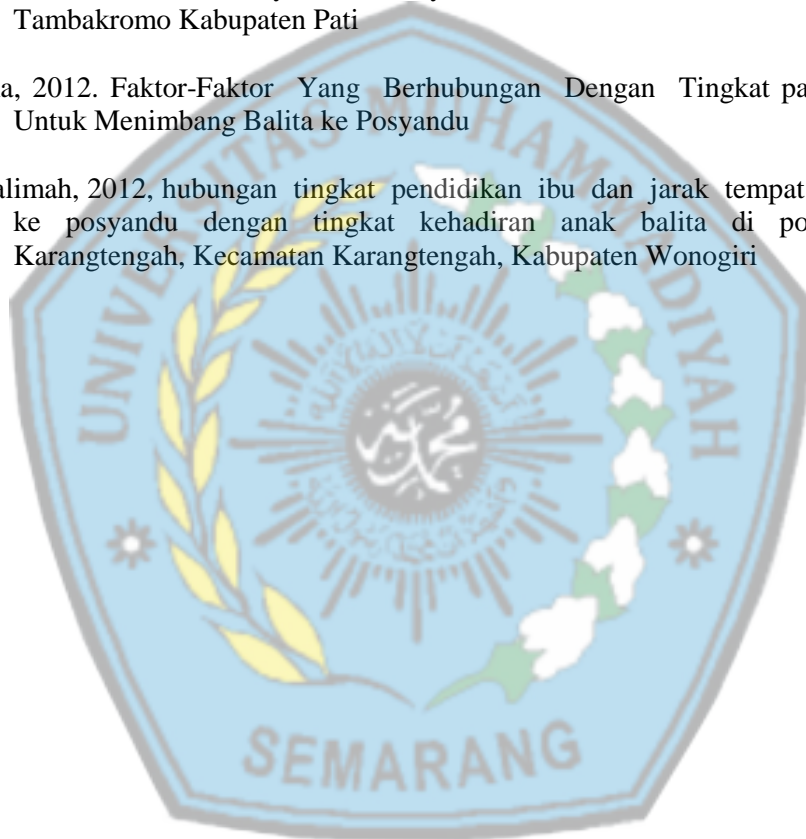 Tambakromo Kabupaten Pati
a, 2012. Faktor-Faktor Yang Berhubungan Dengan Tingkat pa
Untuk Menimbang Balita ke Posyandu
alimah, 2012, hubungan tingkat pendidikan ibu dan jarak tempat
ke posyandu dengan tingkat kehadiran anak balita di po
Karangtengah, Kecamatan Karangtengah, Kabupaten Wonogiri
UNIVERSITAS MUHAMMADIYAH
SEMARANG